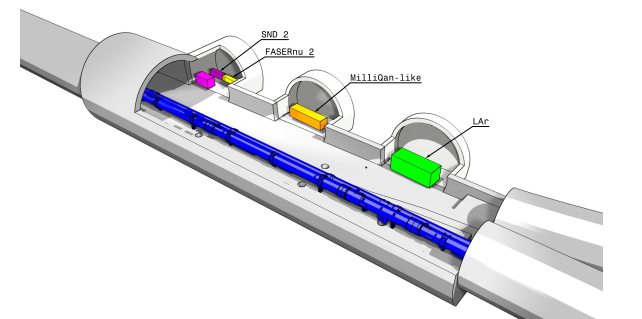 SND 2
FASERnu 2
MilliQan-like
LAr